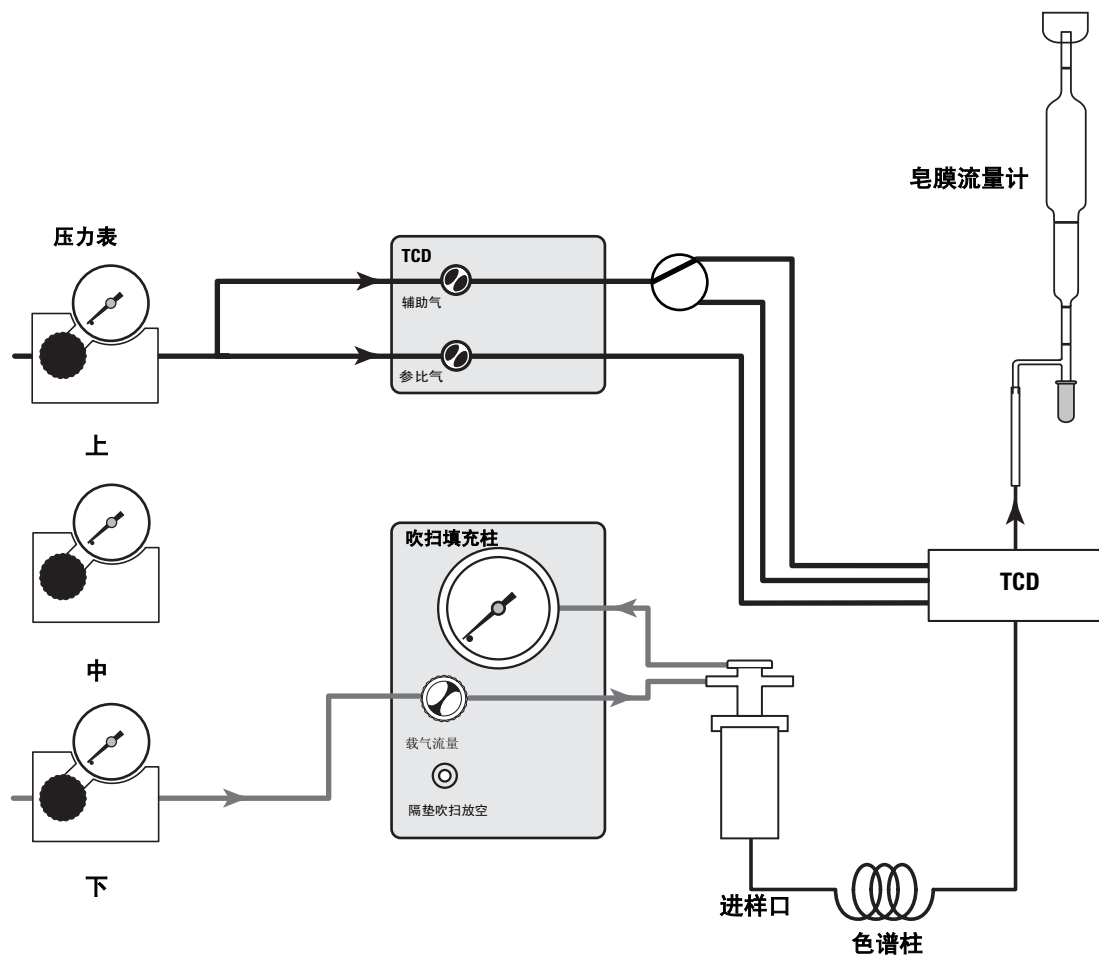 皂膜流量计
压力表
TCD
辅助气
参比气
上
吹扫填充柱
TCD
中
载气流量
隔垫吹扫放空
下
进样口
色谱柱